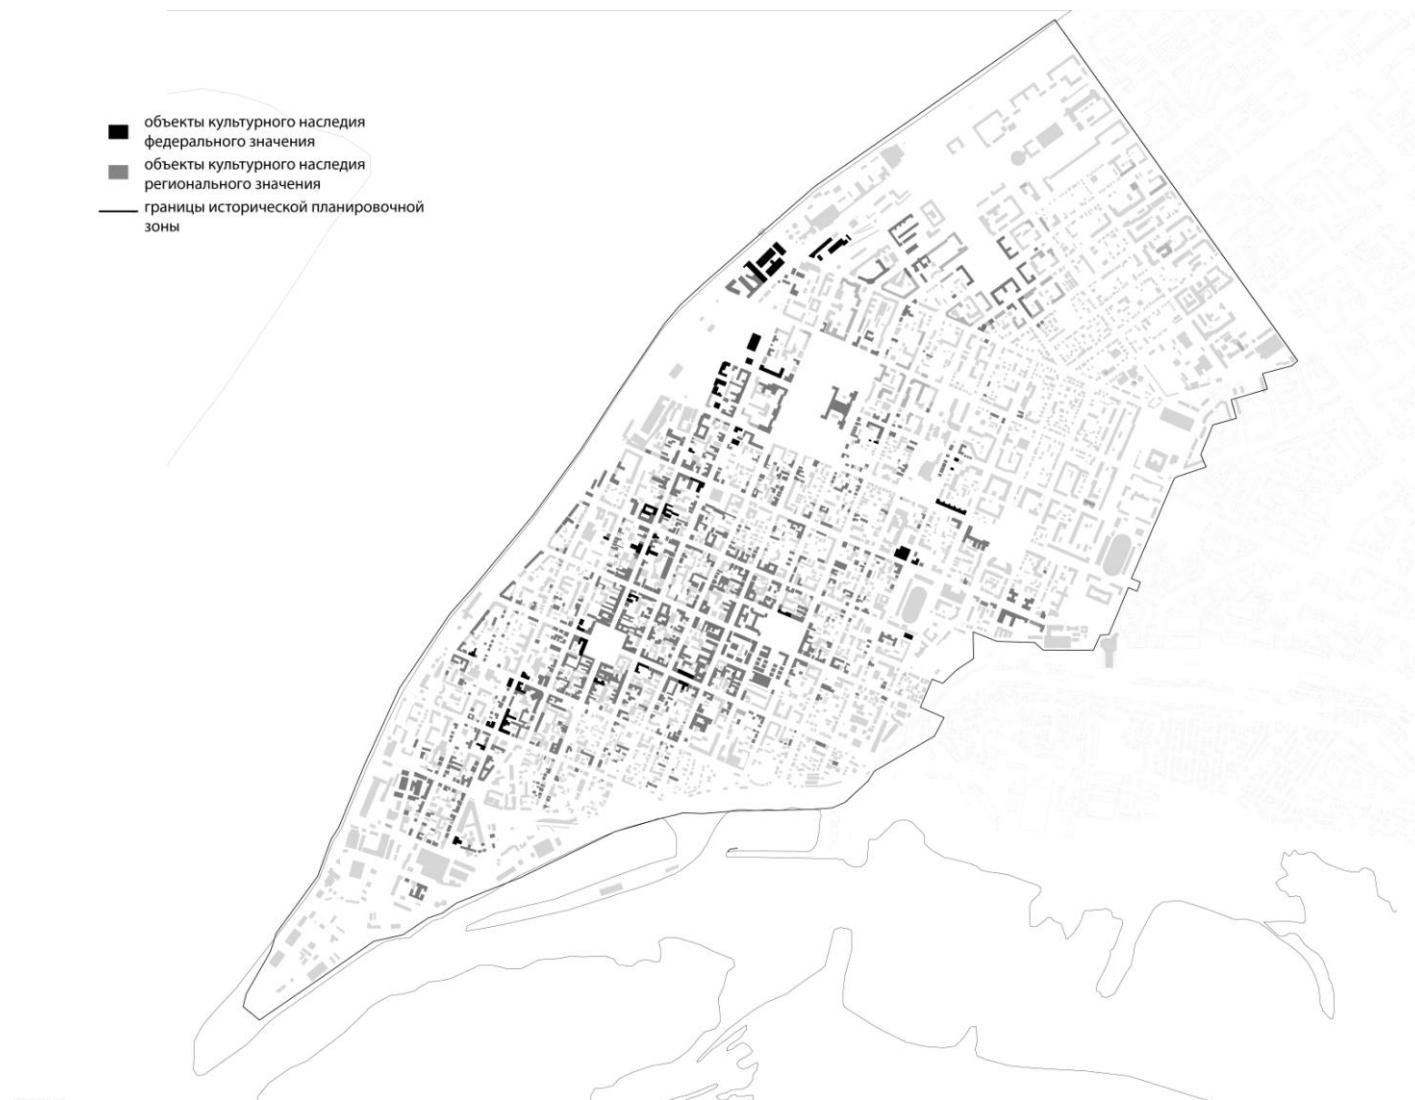 объекты культурного наследия
федерального значения
объекты культурного наследия
регионального значения
границы исторической планировочной
зоны